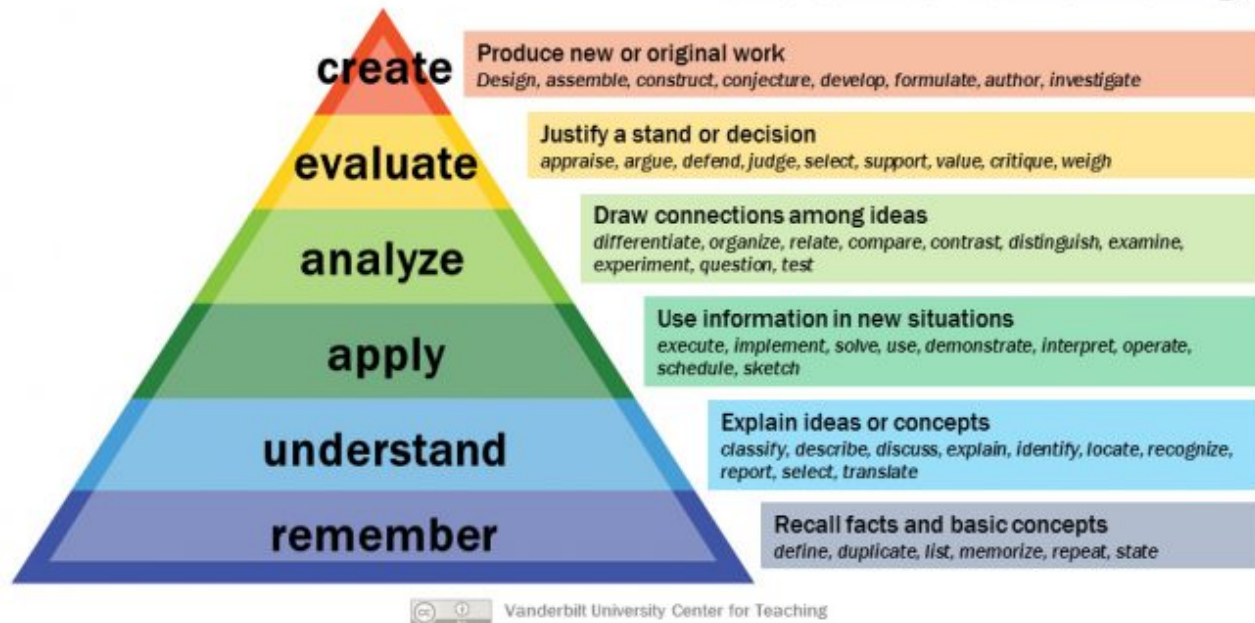 create
Produce new or original work
Design, assemble, construct, conjecture, develop, formulate, author, investigate
evaluate
Justify a stand or decision
appraise, argue, defend, judge, select, support, value, critique, weigh
analyze
Draw connections among ideas
differentiate, organize, relate, compare, contrast, distinguish, examine,
experiment, question, test
apply
Use information in new situations
execute, implement, solve, use, demonstrate, interpret, operate,
schedule, sketch
understand
Explain ideas or concepts
classify, describe, discuss, explain, identify, locate, recognize,
report, select, translate
remember
Recall facts and basic concepts
define, duplicate, list, memorize, repeat, state
cc
Vanderbilt University Center for Teaching